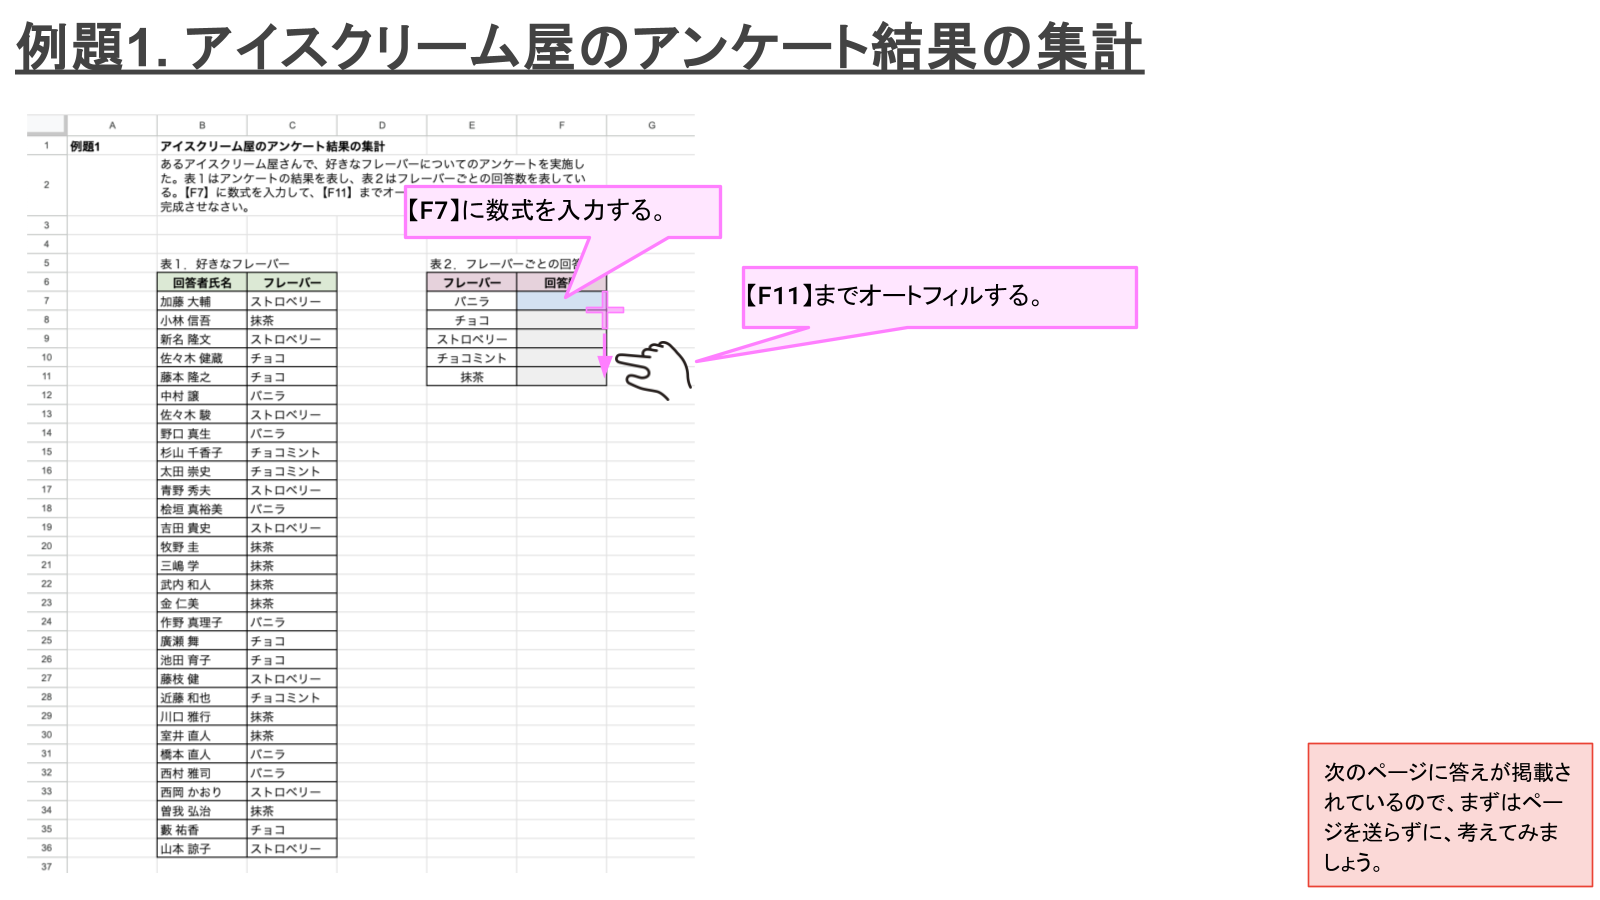 例題1. アイスクリーム屋のアンケート結果の集計
A B C D E F G
1 例題1 アイスクリーム屋のアンケート結果の集計
2 あるアイスクリーム屋さんで、好きなフレーバーについてのアンケートを実施し
た。表１はアンケートの結果を表し、表２はフレーバーごとの回答数を表してい
る。【F7】に数式を入力して、【F11】までオー
完成させなさい。
【F7】に数式を入力する。
【F11】までオートフィルする。
3
4
5 表１．好きなフレーバー 表２．フレーバーごとの回答
6 回答者氏名 フレーバー フレーバー 回答
7 加藤 大輔 ストロベリー バニラ
8 小林 信吾 抹茶 チョコ
9 新名 隆文 ストロベリー ストロベリー
10 佐々木 健蔵 チョコ チョコミント
11 藤本 隆之 チョコ 抹茶
12 中村 譲 バニラ
13 佐々木 駿 ストロベリー
14 野口 真生 バニラ
15 杉山 千香子 チョコミント
16 太田 崇史 チョコミント
17 青野 秀夫 ストロベリー
18 桧垣 真裕美 バニラ
19 吉田 貴史 ストロベリー
20 牧野 圭 抹茶
21 三嶋 学 抹茶
22 武内 和人 抹茶
23 金 仁美 抹茶
24 作野 真理子 バニラ
25 廣瀬 舞 チョコ
26 池田 育子 チョコ
27 藤枝 健 ストロベリー
28 近藤 和也 チョコミント
29 川口 雅行 抹茶
30 室井 直人 抹茶
31 橋本 直人 バニラ
32 西村 雅司 バニラ
33 西岡 かおり ストロベリー
34 曽我 弘治 抹茶
35 藪 祐香 チョコ
36 山本 諒子 ストロベリー
37
次のページに答えが掲載さ
れているので、まずはペー
ジを送らずに、考えてみま
しょう。